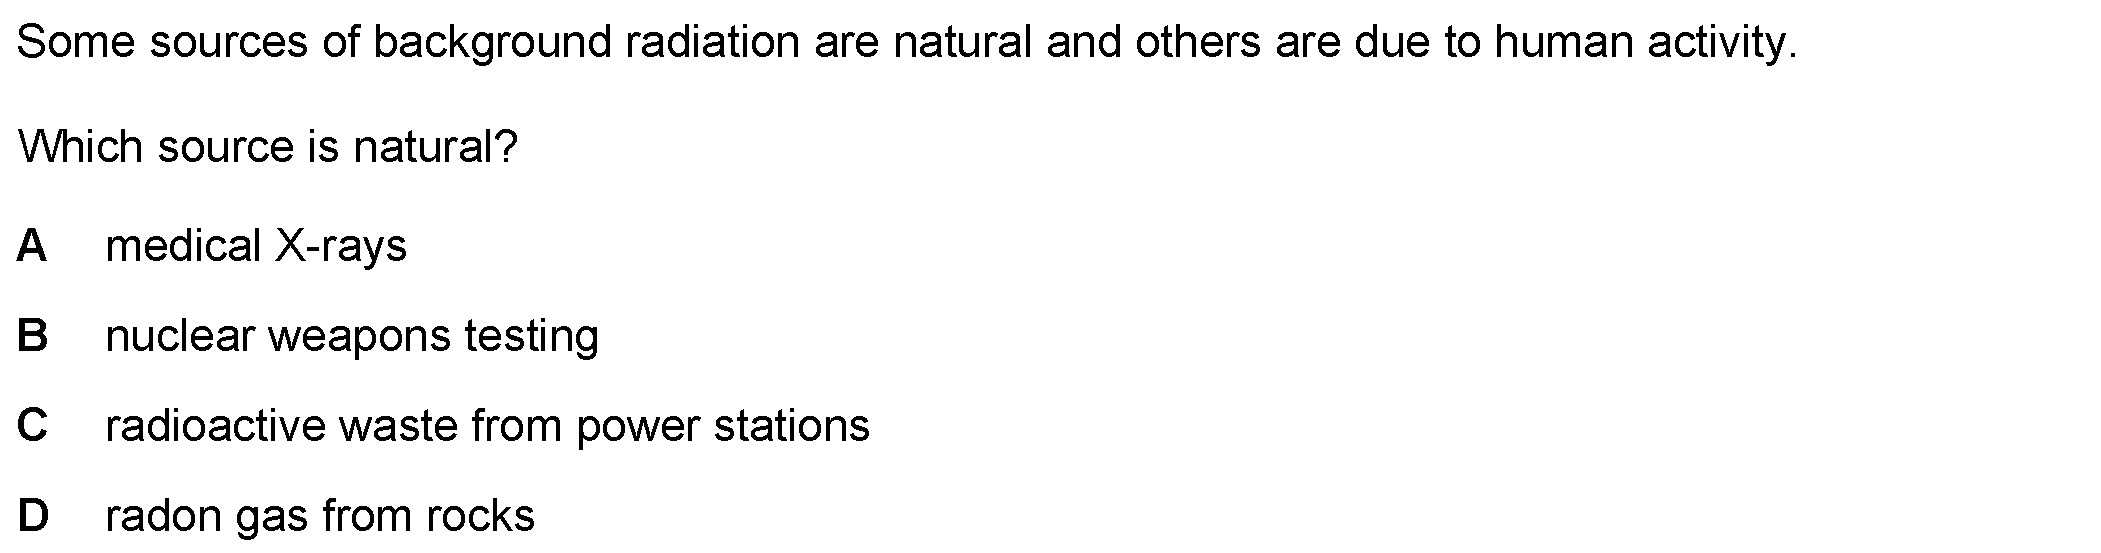 Some sources of background radiation are natural and others are due to human activity.
Which source is natural?
A medical X-rays
B nuclear weapons testing
C radioactive waste from power stations
D radon gas from rocks